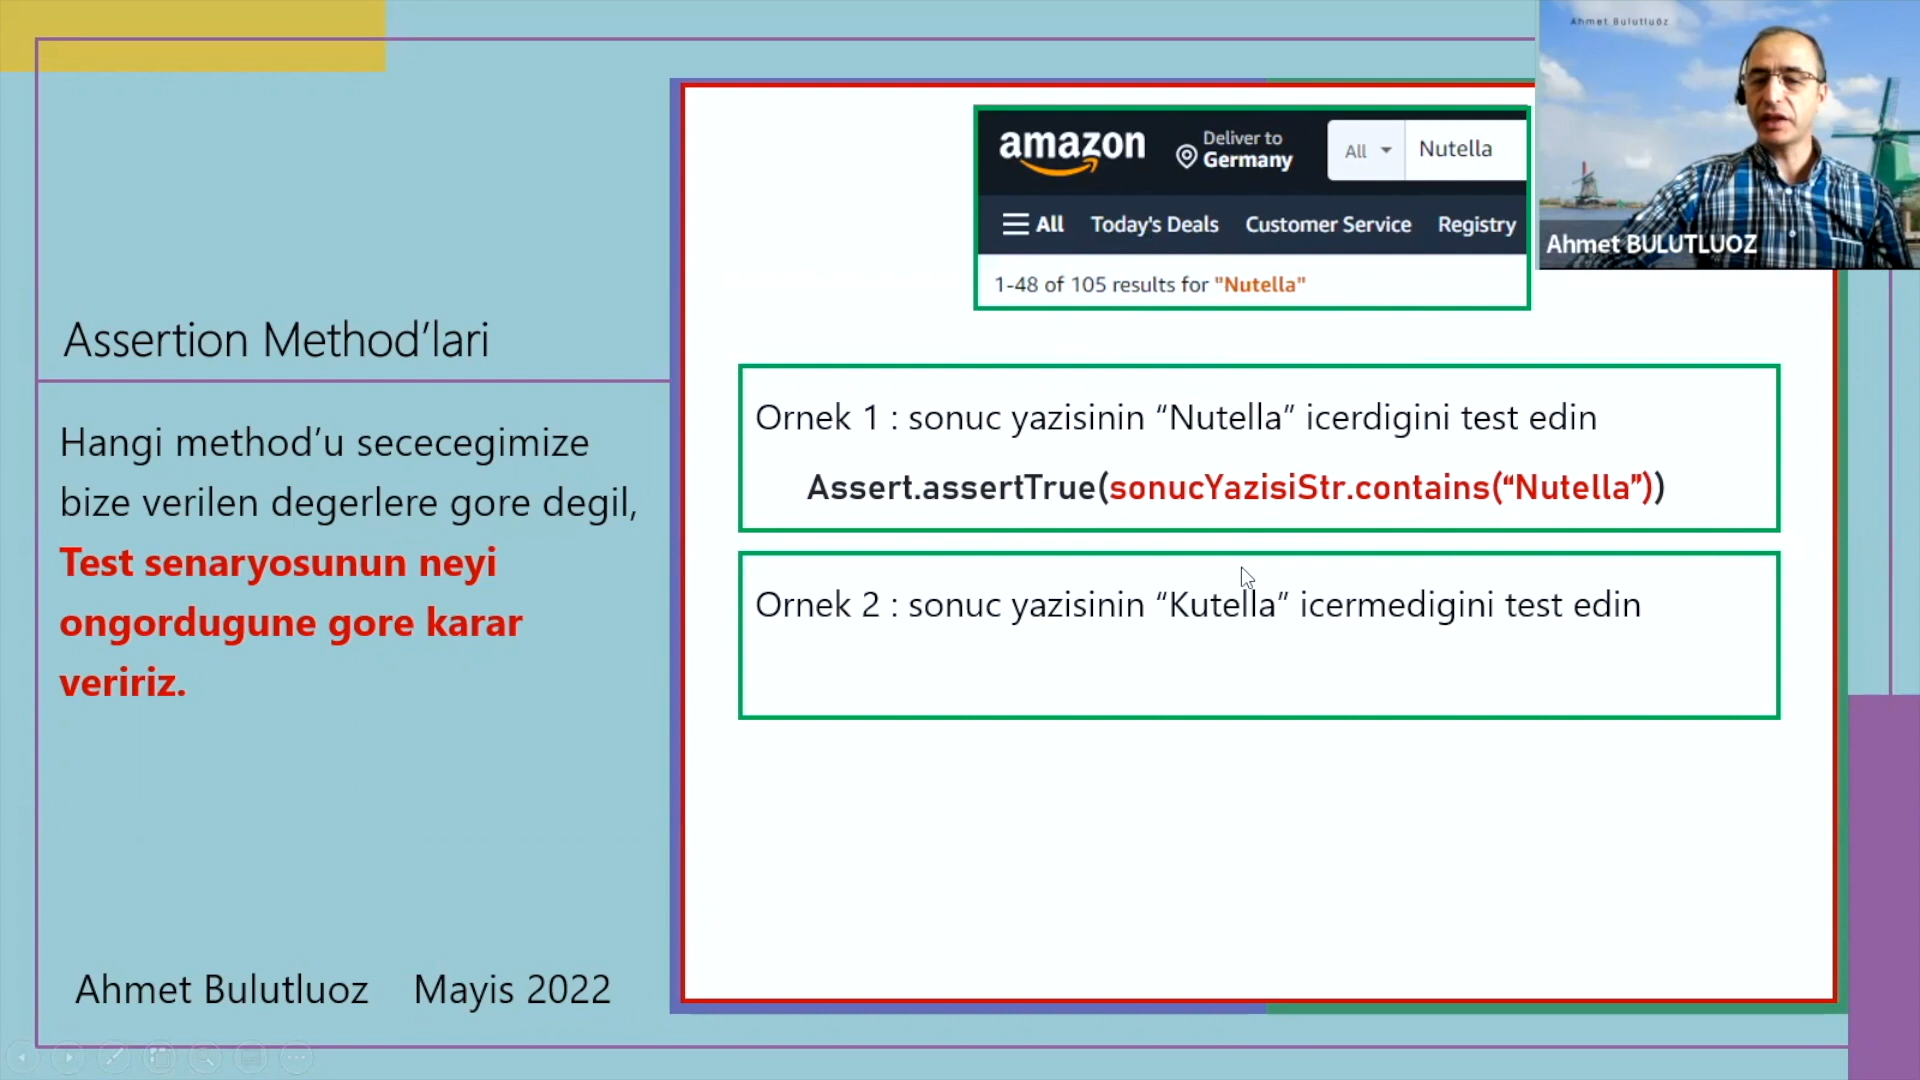 Assertion Method’lari
Hangi method’u sececegimize
bize verilen degerlere gore degil,
Test senaryosunun neyi
ongordugune gore karar
veririz.
Ahmet Bulutluoz Mayis 2022
amazon
Deliver to
Germany
All
Nutella
All Today's Deals Customer Service Registry
1-48 of 105 results for "Nutella"
Ornek 1 : sonuc yazisinin “Nutella” icerdigini test edin
Assert.assertTrue(sonucYazisiStr.contains(“Nutella”))
Ornek 2 : sonuc yazisinin “Kutella” icermedigini test edin
Ahmet Bulutluöz
Ahmet BULUTLUOZ